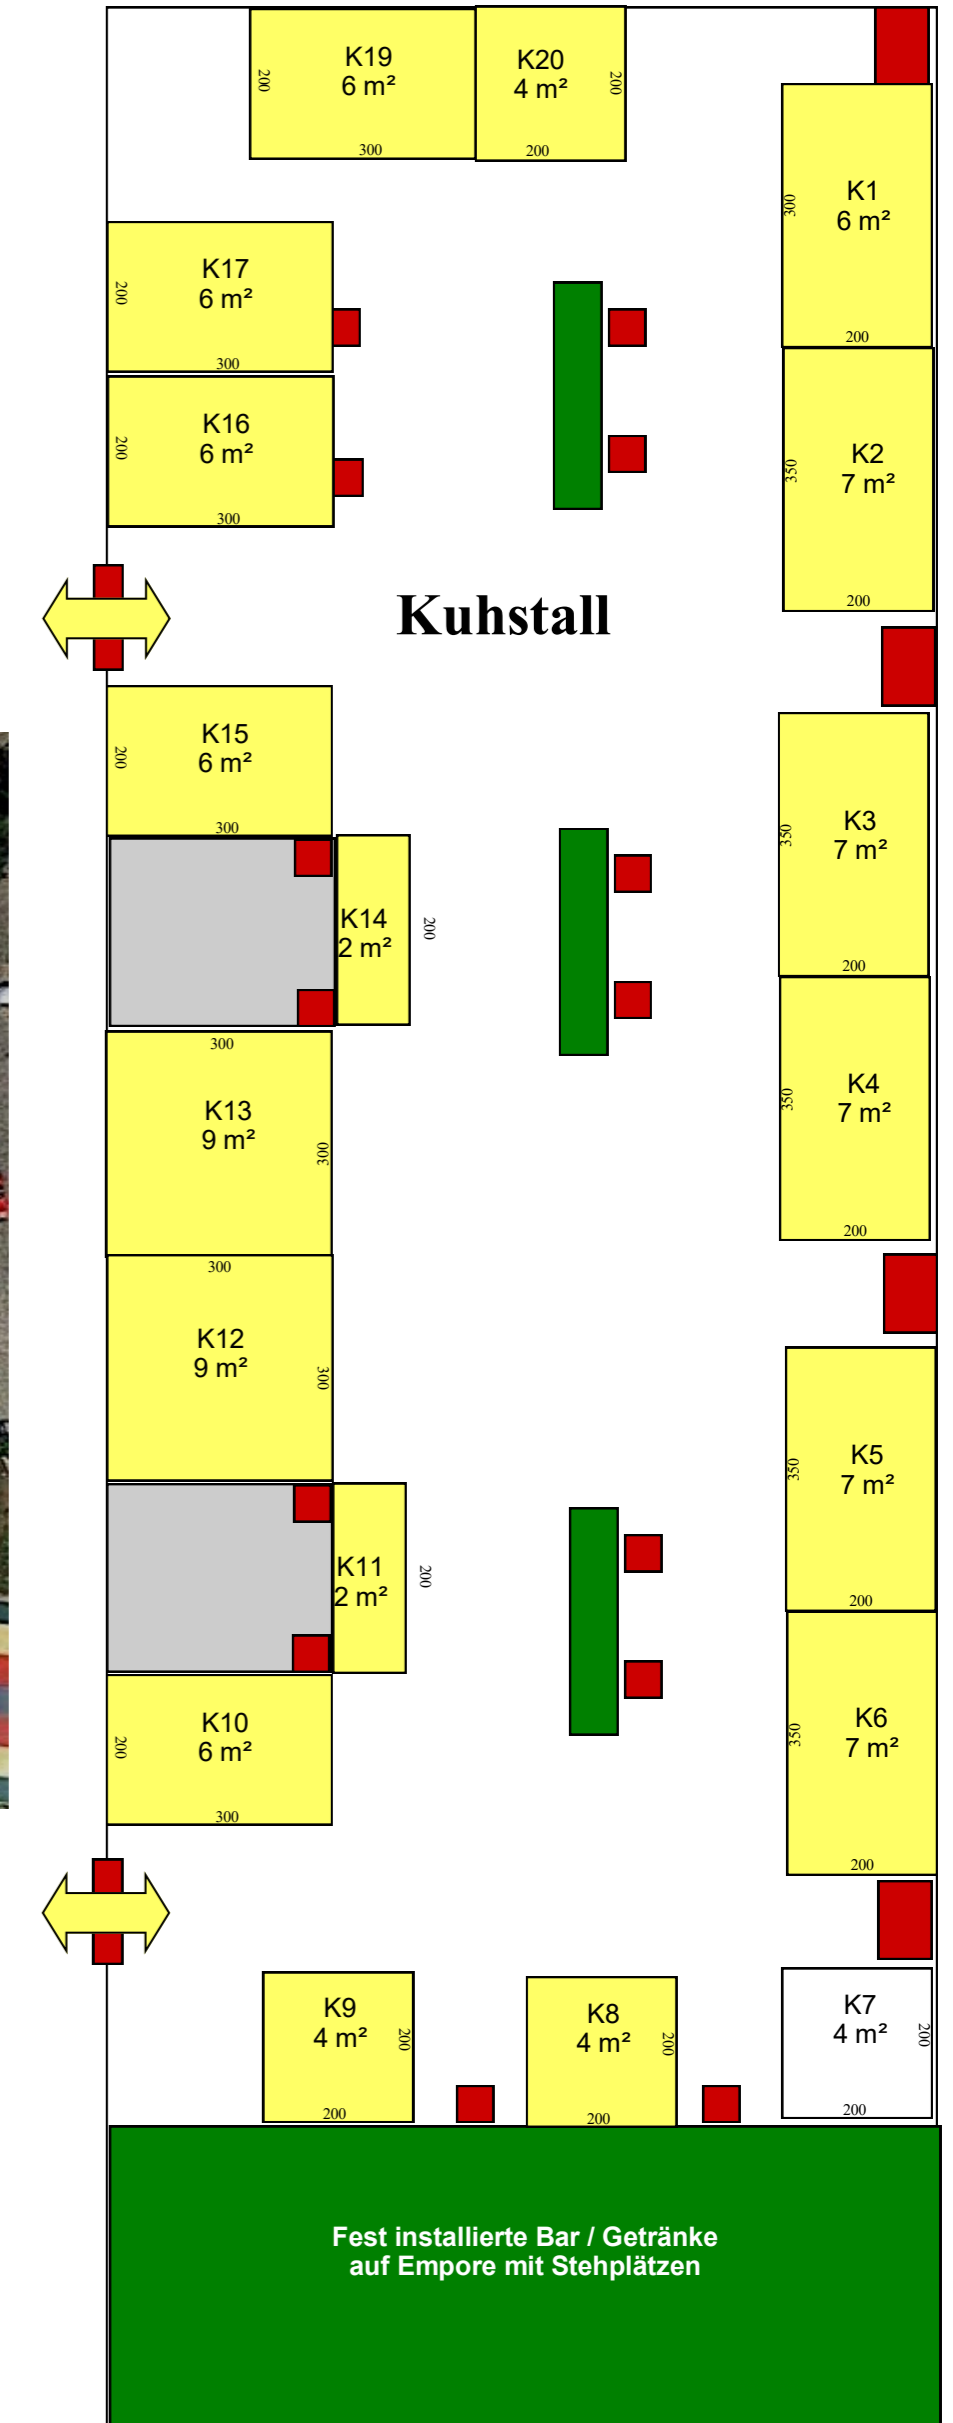 K19
6 m²
200
300
K20
4 m²
200
200
K1
6 m²
300
200
K17
6 m²
200
300
K16
6 m²
200
300
K2
7 m²
350
200
Kuhstall
K15
6 m²
200
300
K3
7 m²
350
200
K14
2 m²
200
K4
7 m²
350
200
300
K13
9 m²
300
300
K12
9 m²
300
K5
7 m²
350
200
K11
2 m²
200
K10
6 m²
200
300
K6
7 m²
350
200
K9
4 m²
200
200
K8
4 m²
200
200
K7
4 m²
200
200
Fest installierte Bar / Getränke
auf Empore mit Stehplätzen